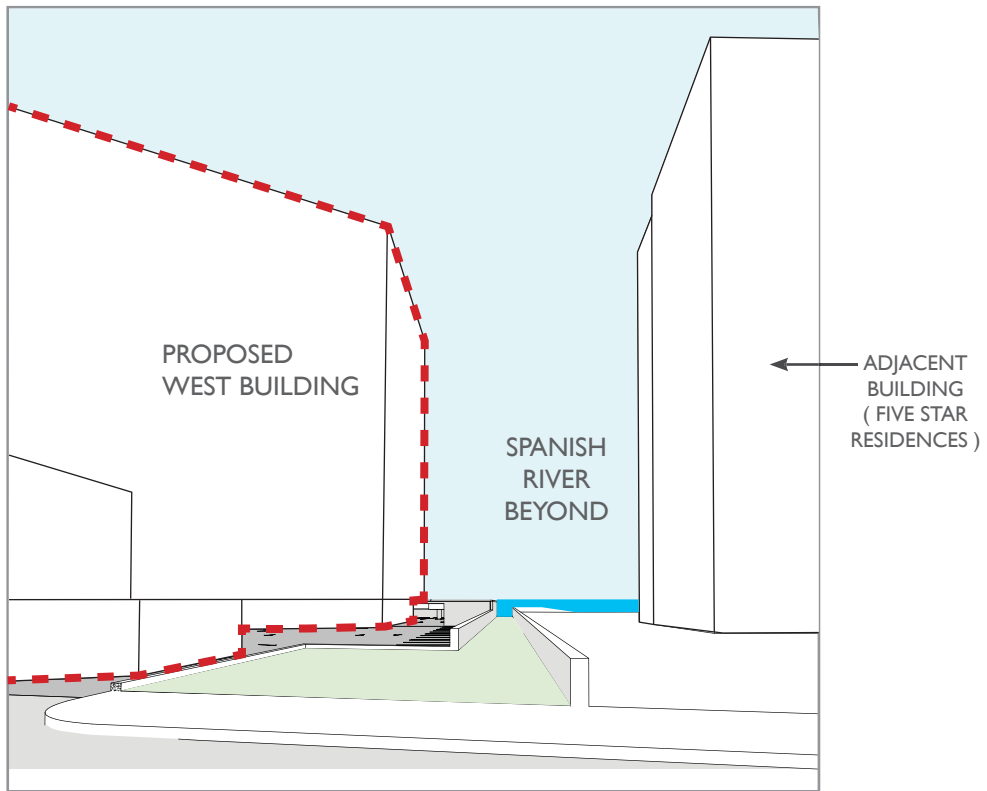 PROPOSED
WEST BUILDING
SPANISH
RIVER
BEYOND
ADJACENT
BUILDING
( FIVE STAR
RESIDENCES )